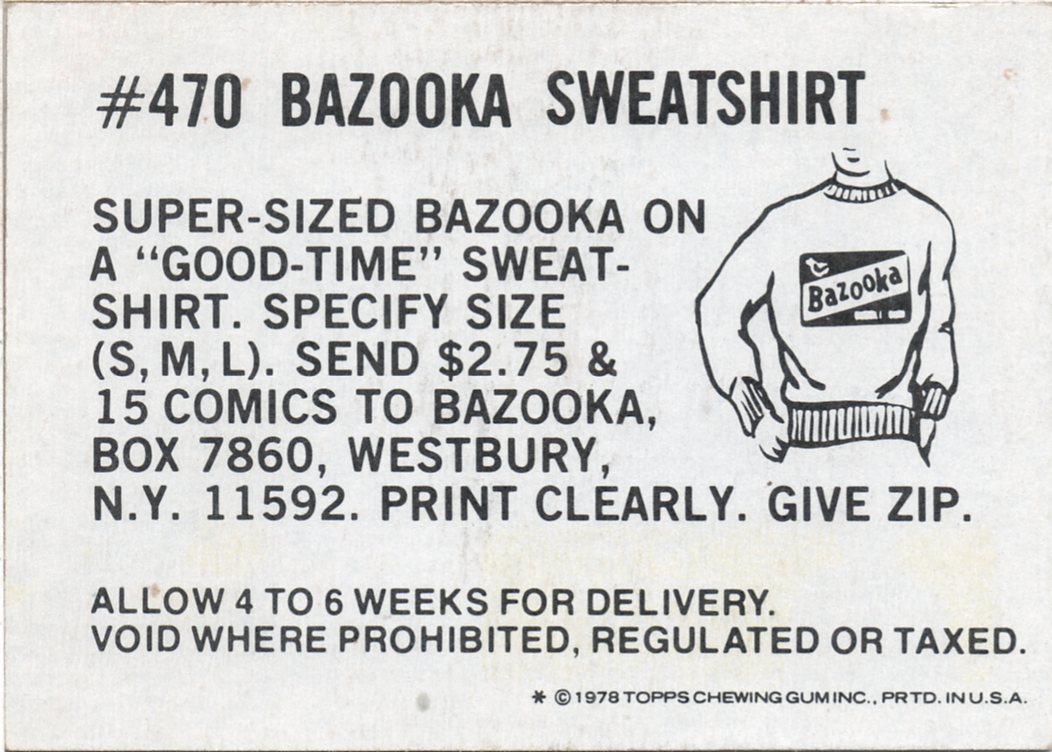 #470 BAZOOKA SWEATSHIRT
SUPER-SIZED BAZOOKA ON
A “GOOD-TIME” SWEAT-
SHIRT. SPECIFY SIZE
(S, M, L). SEND $2.75 &
15 COMICS TO BAZOOKA,
BOX 7860, WESTBURY,
N.Y. 11592. PRINT CLEARLY. GIVE ZIP.
Bazooka
ALLOW 4 TO 6 WEEKS FOR DELIVERY.
VOID WHERE PROHIBITED, REGULATED OR TAXED.
* © 1978 TOPPS CHEWING GUM INC., PRTD. IN U.S.A.